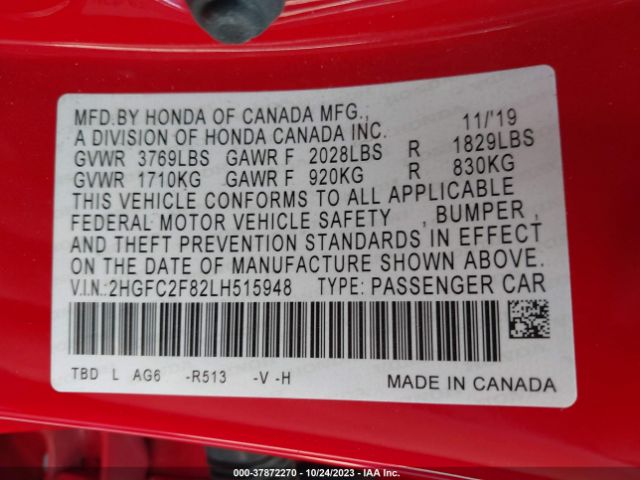 MFD.BY HONDA OF CANADA MFG., 11/'19
A DIVISION OF HONDA CANADA INC.
GVWR 3769LBS GAWR F 2028LBS R 1829LBS
GVWR 1710KG GAWR F 920KG R 830KG
THIS VEHICLE CONFORMS TO ALL APPLICABLE
FEDERAL MOTOR VEHICLE SAFETY , BUMPER ,
AND THEFT PREVENTION STANDARDS IN EFFECT
ON THE DATE OF MANUFACTURE SHOWN ABOVE.
V.I.N.:2HGFC2F82LH515948 TYPE: PASSENGER CAR
TBD L AG6 -R513 -V -H MADE IN CANADA
000-37872270 - 10/24/2023 - IAA Inc.